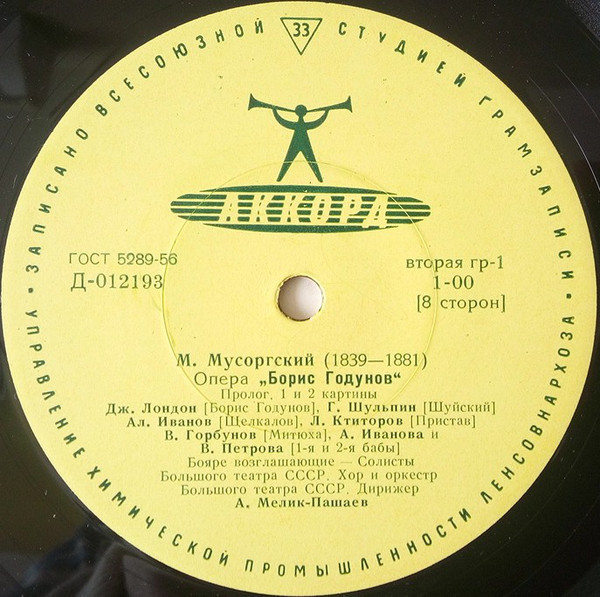 ЗАПИСАНО ВСЕСОЮЗНОЙ 33 СТУДИЕЙ ГРАМЗАПИСИ
АККОРД
ГОСТ 5289-56
Д-012193
вторая гр-1
1-00
[8 сторон]
М. Мусоргский (1839—1881)
Опера „Борис Годунов“
Пролог, 1 и 2 картины
Дж. Лондон [Борис Годунов], Г. Шульпин [Шуйский]
Ал. Иванов [Щелкалов], Л. Ктиторов [Пристав]
В. Горбунов [Митюха], А. Иванова и
В. Петрова [1-я и 2-я бабы]
Бояре возглашающие — Солисты
Большого театра СССР, Хор и оркестр
Большого театра СССР, Дирижер
А. Мелик-Пашаев
УПРАВЛЕНИЕ ХИМИЧЕСКОЙ ПРОМЫШЛЕННОСТИ ЛЕНСОВНАРХОЗА